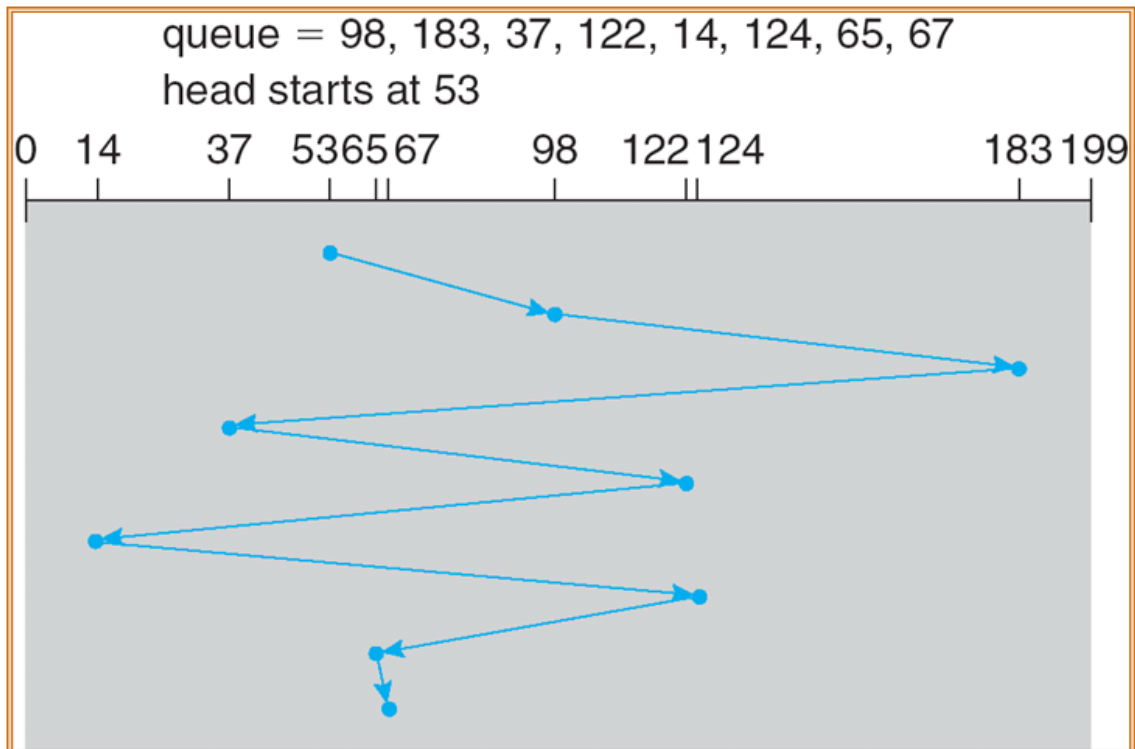 queue = 98, 183, 37, 122, 14, 124, 65, 67
head starts at 53
0 14 37 53 65 67 98 122 124 183 199